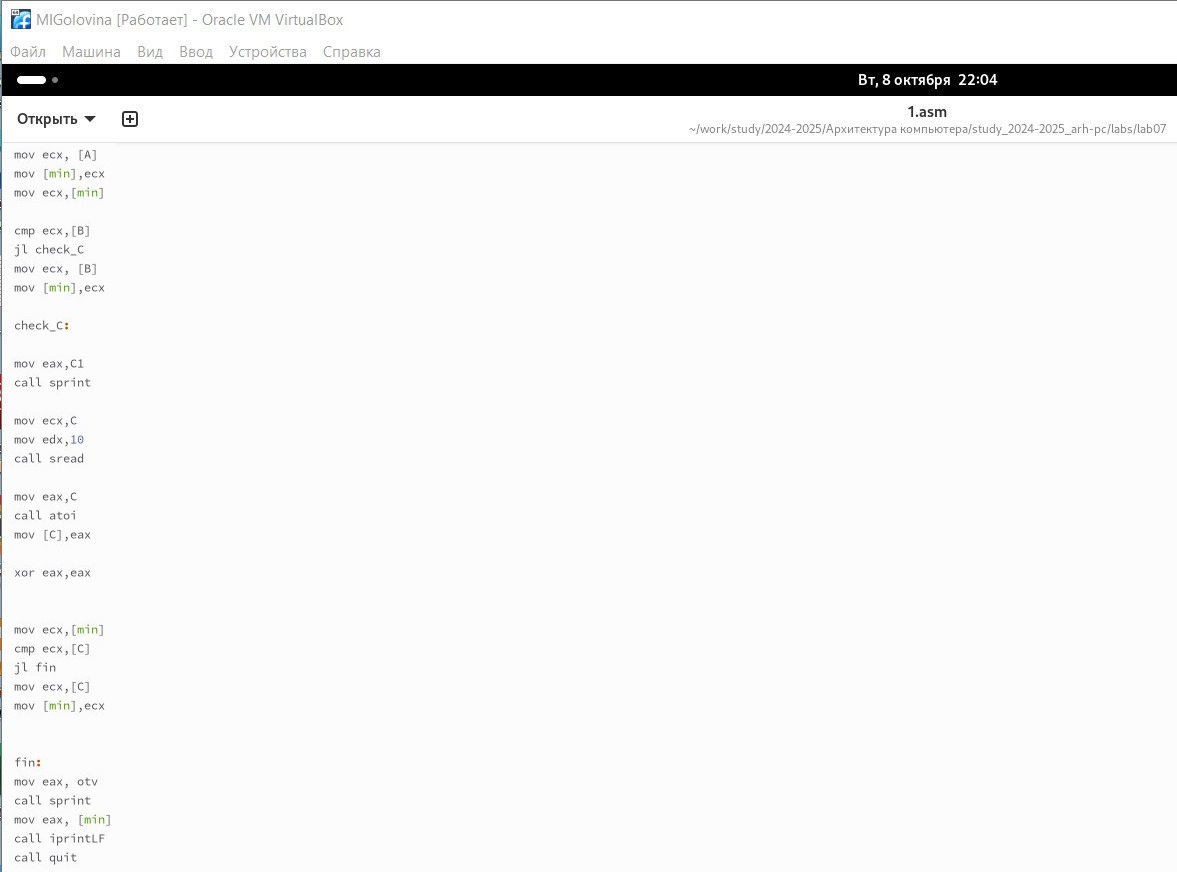 MIGolovina [Работает] - Oracle VM VirtualBox
Файл Машина Вид Ввод Устройства Справка
Вт, 8 октября 22:04
Открыть
1.asm
~/work/study/2024-2025/Архитектура компьютера/study_2024-2025_arh-pc/labs/lab07
mov ecx, [A]
mov [min],ecx
mov ecx,[min]
cmp ecx,[B]
jl check_C
mov ecx, [B]
mov [min],ecx
check_C:
mov eax,C1
call sprint
mov ecx,C
mov edx,10
call sread
mov eax,C
call atoi
mov [C],eax
xor eax,eax
mov ecx,[min]
cmp ecx,[C]
jl fin
mov ecx,[C]
mov [min],ecx
fin:
mov eax, otv
call sprint
mov eax, [min]
call iprintLF
call quit